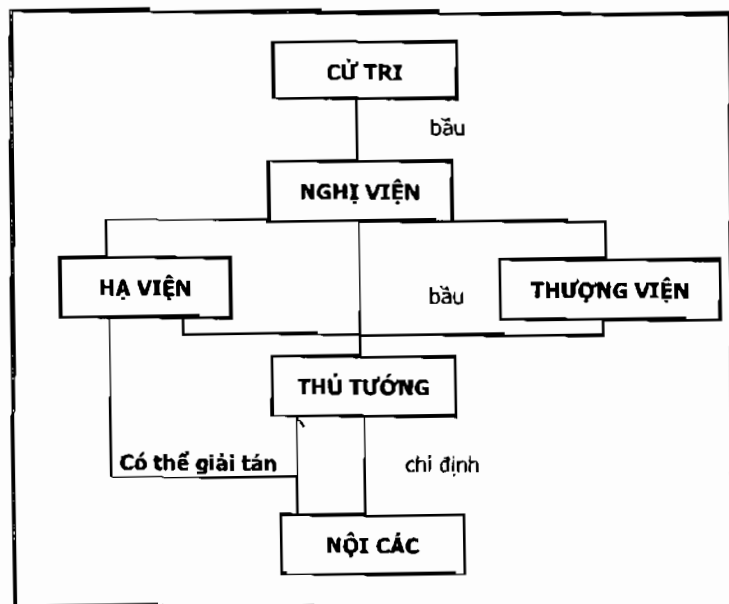 CỬ TRI
bầu
NGHỊ VIỆN
HẠ VIỆN
bầu
THƯỢNG VIỆN
THỦ TƯỚNG
Có thể giải tán
chỉ định
NỘI CÁC